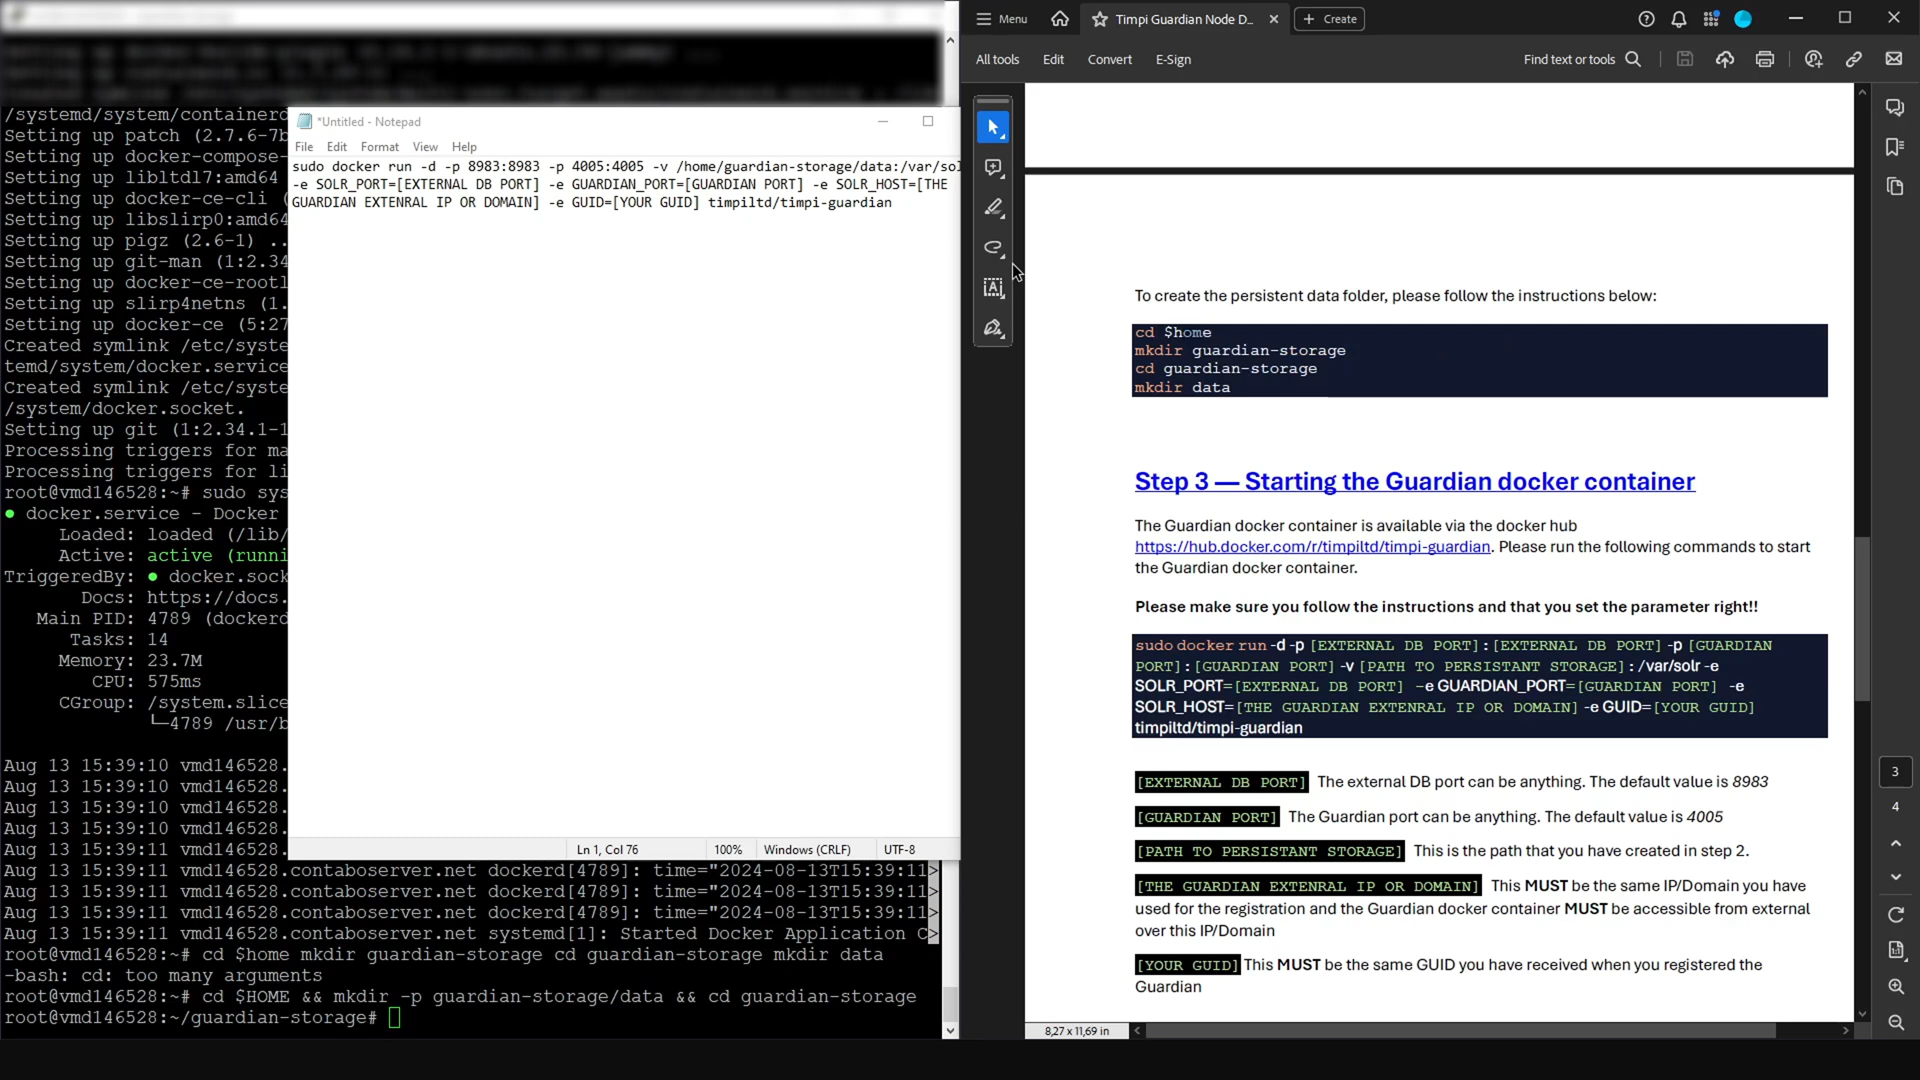 /systemd/system/containerd
Setting up patch (2.7.6-7b
Setting up docker-compose-
Setting up libltdl7:amd64
Setting up docker-ce-cli (
Setting up libslirp0:amd64
Setting up pigz (2.6-1) ..
Setting up git-man (1:2.34
Setting up docker-ce-rootl
Setting up slirp4netns (1.
Setting up docker-ce (5:27
Created symlink /etc/syste
temd/system/docker.service
Created symlink /etc/syste
/system/docker.socket.
Setting up git (1:2.34.1-1
Processing triggers for ma
Processing triggers for li
root@vmd146528:~# sudo sys
● docker.service - Docker
Loaded: loaded (/lib/
Active: active (runni
TriggeredBy: ● docker.sock
Docs: https://docs.
Main PID: 4789 (dockerd
Tasks: 14
Memory: 23.7M
CPU: 575ms
CGroup: /system.slice
└─4789 /usr/b
Aug 13 15:39:10 vmd146528.
Aug 13 15:39:10 vmd146528.
Aug 13 15:39:10 vmd146528.
Aug 13 15:39:10 vmd146528.
Aug 13 15:39:11 vmd146528.
Aug 13 15:39:11 vmd146528.contaboserver.net dockerd[4789]: time="2024-08-13T15:39:11>
Aug 13 15:39:11 vmd146528.contaboserver.net dockerd[4789]: time="2024-08-13T15:39:11>
Aug 13 15:39:11 vmd146528.contaboserver.net dockerd[4789]: time="2024-08-13T15:39:11>
Aug 13 15:39:11 vmd146528.contaboserver.net systemd[1]: Started Docker Application C>
root@vmd146528:~# cd $home mkdir guardian-storage cd guardian-storage mkdir data
-bash: cd: too many arguments
root@vmd146528:~# cd $HOME && mkdir -p guardian-storage/data && cd guardian-storage
root@vmd146528:~/guardian-storage#
*Untitled - Notepad
File Edit Format View Help
sudo docker run -d -p 8983:8983 -p 4005:4005 -v /home/guardian-storage/data:/var/sol
-e SOLR_PORT=[EXTERNAL DB PORT] -e GUARDIAN_PORT=[GUARDIAN PORT] -e SOLR_HOST=[THE
GUARDIAN EXTENRAL IP OR DOMAIN] -e GUID=[YOUR GUID] timpiltd/timpi-guardian
Ln 1, Col 76 100% Windows (CRLF) UTF-8
Menu Timpi Guardian Node D... Create
All tools Edit Convert E-Sign Find text or tools
To create the persistent data folder, please follow the instructions below:
cd $home
mkdir guardian-storage
cd guardian-storage
mkdir data
Step 3 — Starting the Guardian docker container
The Guardian docker container is available via the docker hub
https://hub.docker.com/r/timpiltd/timpi-guardian. Please run the following commands to start
the Guardian docker container.
Please make sure you follow the instructions and that you set the parameter right!!
sudo docker run -d -p [EXTERNAL DB PORT]:[EXTERNAL DB PORT] -p [GUARDIAN
PORT]:[GUARDIAN PORT] -v [PATH TO PERSISTANT STORAGE]:/var/solr -e
SOLR_PORT=[EXTERNAL DB PORT] -e GUARDIAN_PORT=[GUARDIAN PORT] -e
SOLR_HOST=[THE GUARDIAN EXTENRAL IP OR DOMAIN] -e GUID=[YOUR GUID]
timpiltd/timpi-guardian
[EXTERNAL DB PORT] The external DB port can be anything. The default value is 8983
[GUARDIAN PORT] The Guardian port can be anything. The default value is 4005
[PATH TO PERSISTANT STORAGE] This is the path that you have created in step 2.
[THE GUARDIAN EXTENRAL IP OR DOMAIN] This MUST be the same IP/Domain you have
used for the registration and the Guardian docker container MUST be accessible from external
over this IP/Domain
[YOUR GUID] This MUST be the same GUID you have received when you registered the
Guardian
3
4
8,27 x 11,69 in